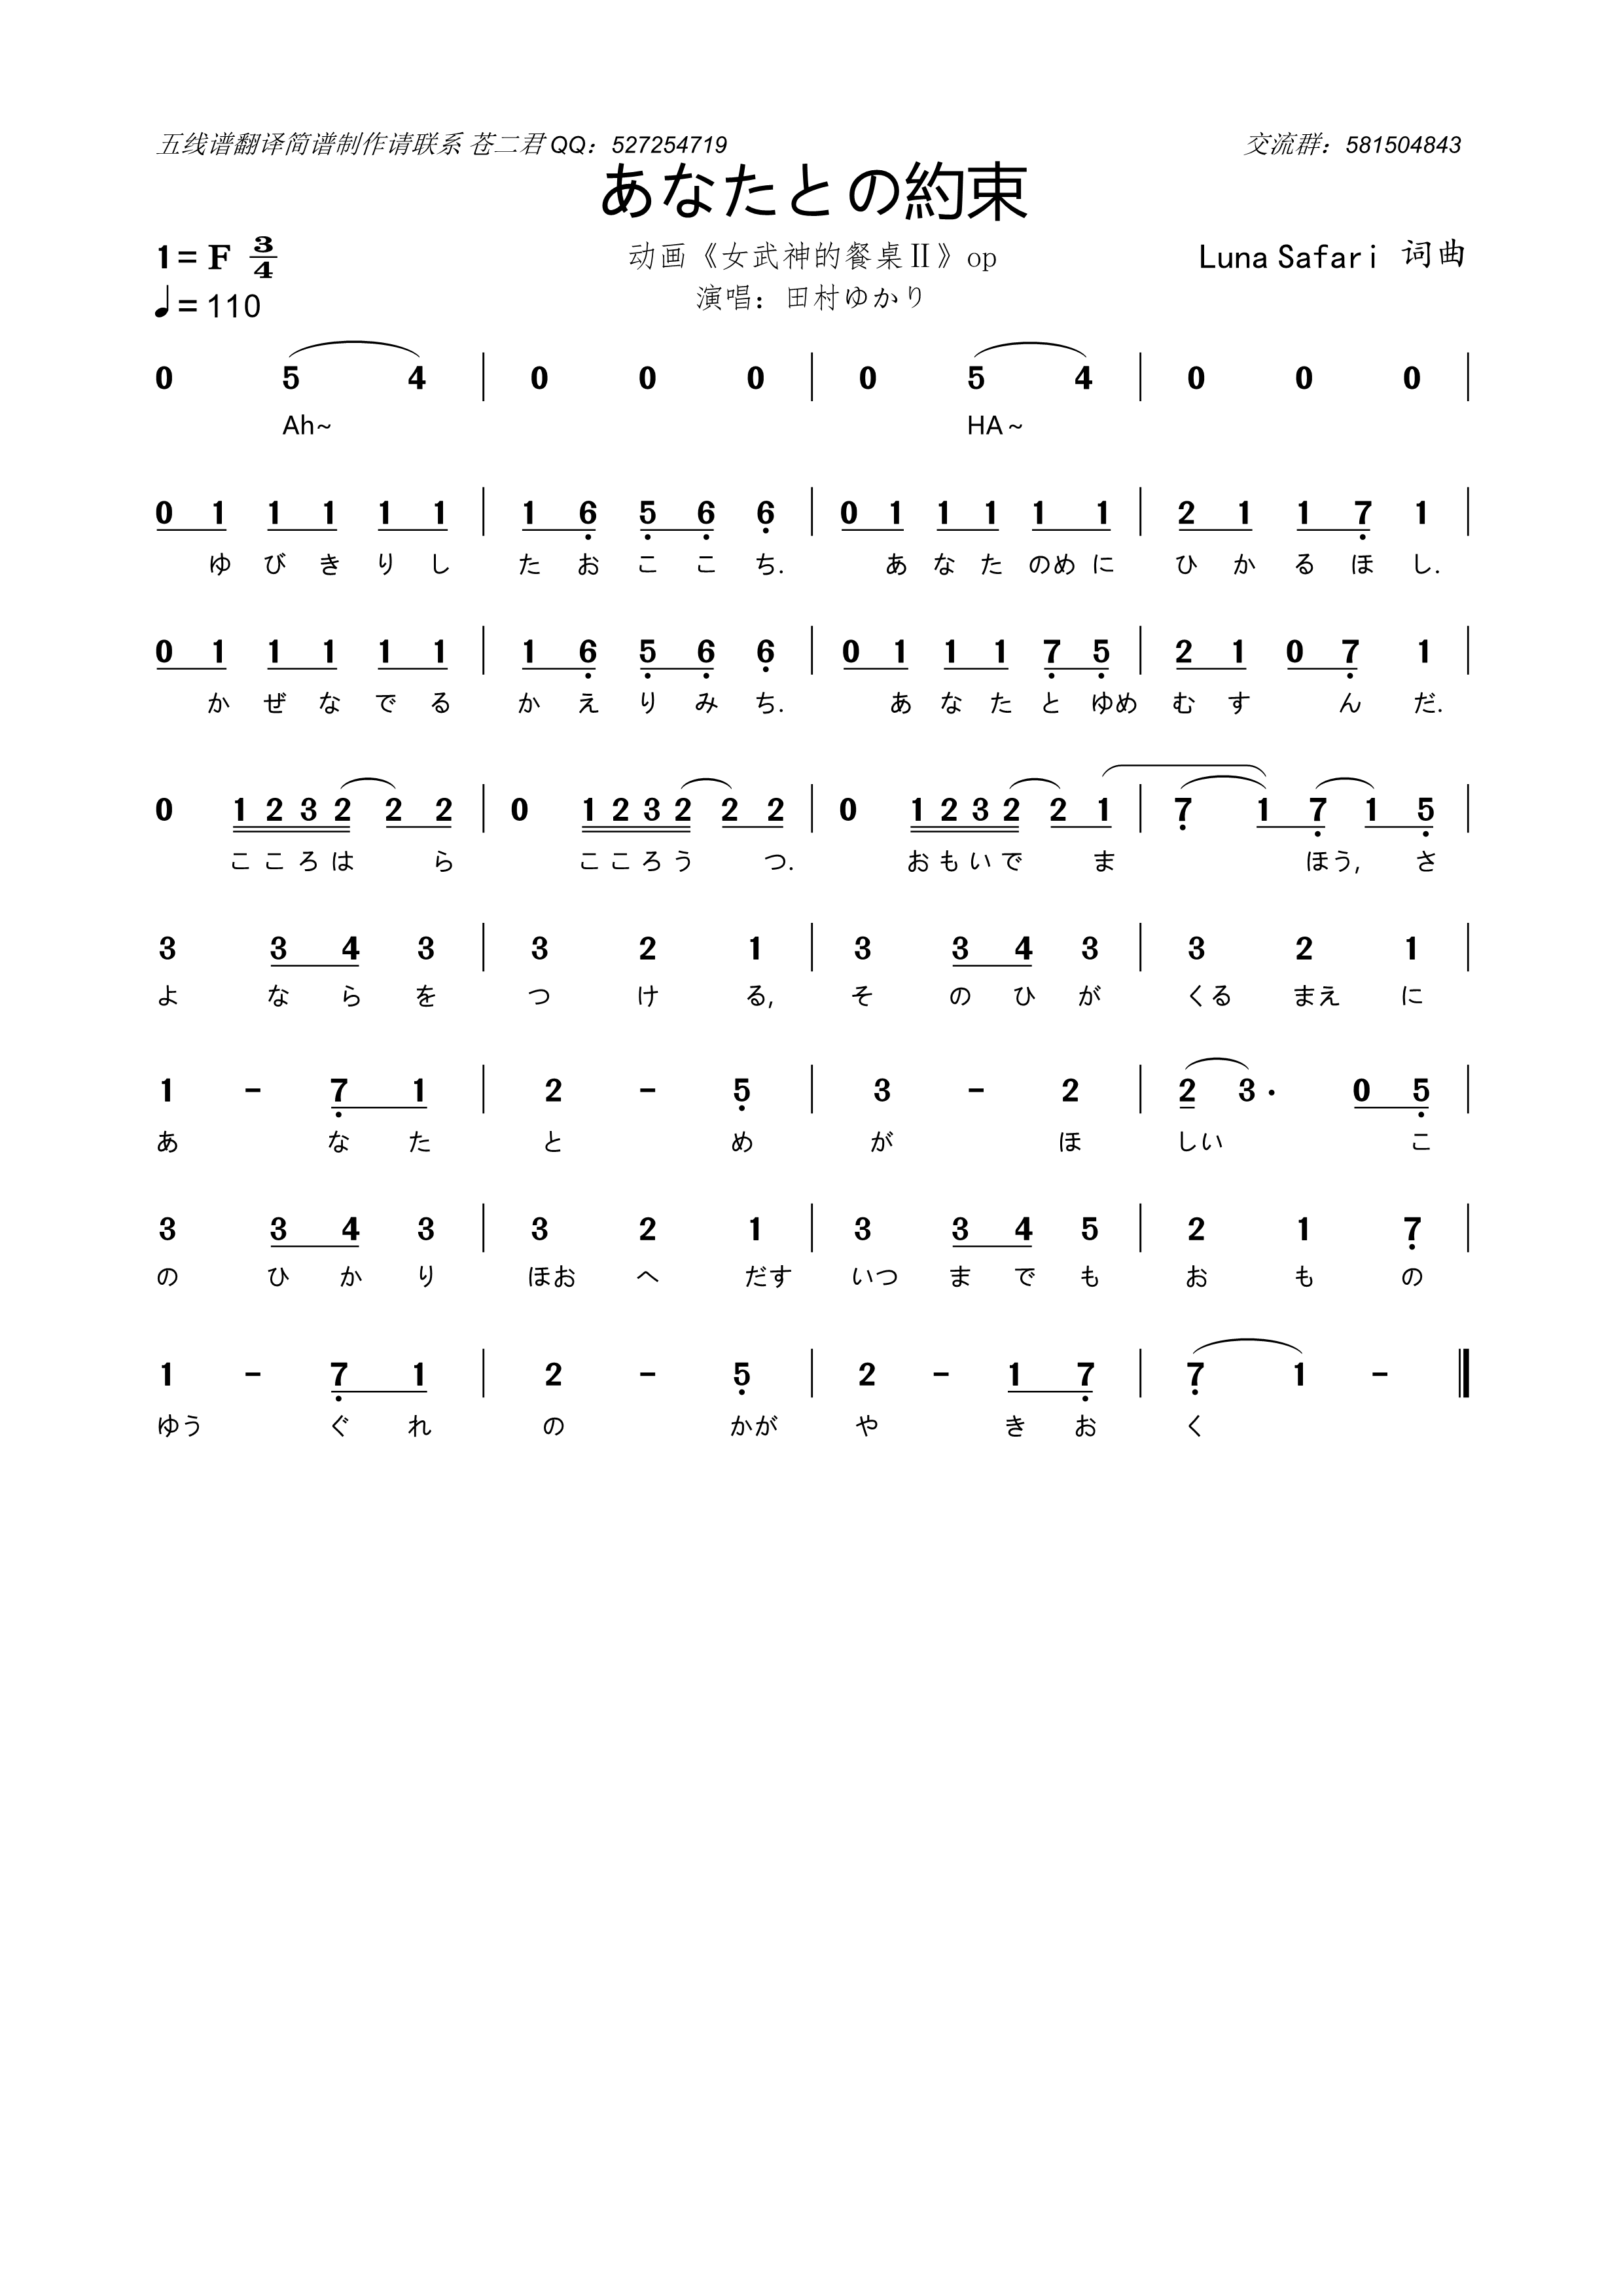 五线谱翻译简谱制作请联系 苍二君 QQ：527254719 交流群：581504843
あなたとの約束
1= F 3/4 动画《女武神的餐桌Ⅱ》op Luna Safari 词曲
♩= 110 演唱：田村ゆかり
0 5 4 | 0 0 0 | 0 5 4 | 0 0 0 |
Ah~ HA~
0 1 1 1 1 1 | 1 6 5 6 6 | 0 1 1 1 1 1 | 2 1 1 7 1 |
ゆ び き り し た お こ こ ち. あ な た のめ に ひ か る ほ し.
0 1 1 1 1 1 | 1 6 5 6 6 | 0 1 1 1 7 5 | 2 1 0 7 1 |
か ぜ な で る か え り み ち. あ な た と ゆめ む す ん だ.
0 1 2 3 2 2 2 | 0 1 2 3 2 2 2 | 0 1 2 3 2 2 1 | 7 1 7 1 5 |
こ こ ろ は ら こ こ ろ う つ. お も い で ま ほう, さ
3 3 4 3 | 3 2 1 | 3 3 4 3 | 3 2 1 |
よ な ら を つ け る, そ の ひ が くる まえ に
1 - 7 1 | 2 - 5 | 3 - 2 | 2 3 · 0 5 |
あ な た と め が ほ しい こ
3 3 4 3 | 3 2 1 | 3 3 4 5 | 2 1 7 |
の ひ か り ほお へ だす いつ ま で も お も の
1 - 7 1 | 2 - 5 | 2 - 1 7 | 7 1 - ‖
ゆう ぐ れ の かが や き お く